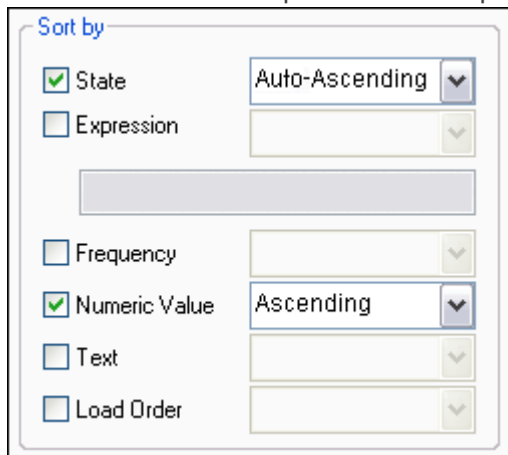 Sort by
State Auto-Ascending
Expression
Frequency
Numeric Value Ascending
Text
Load Order